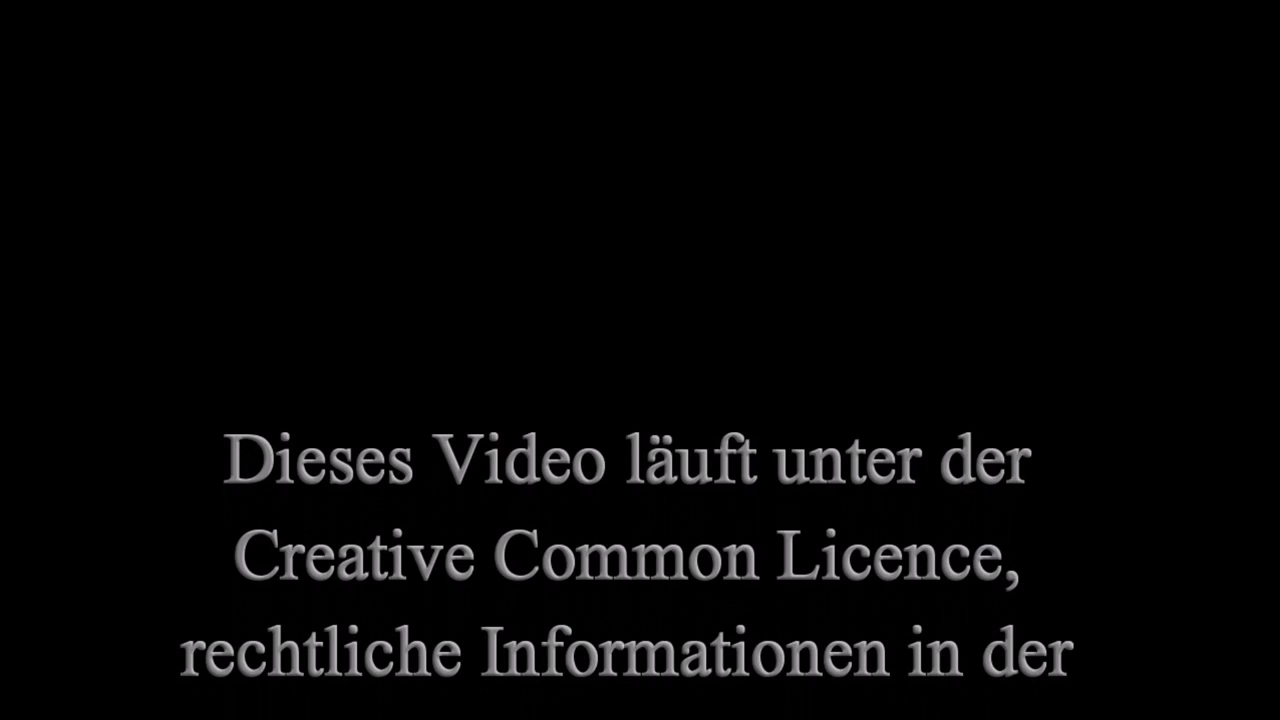 Dieses Video läuft unter der
Creative Common Licence,
rechtliche Informationen in der